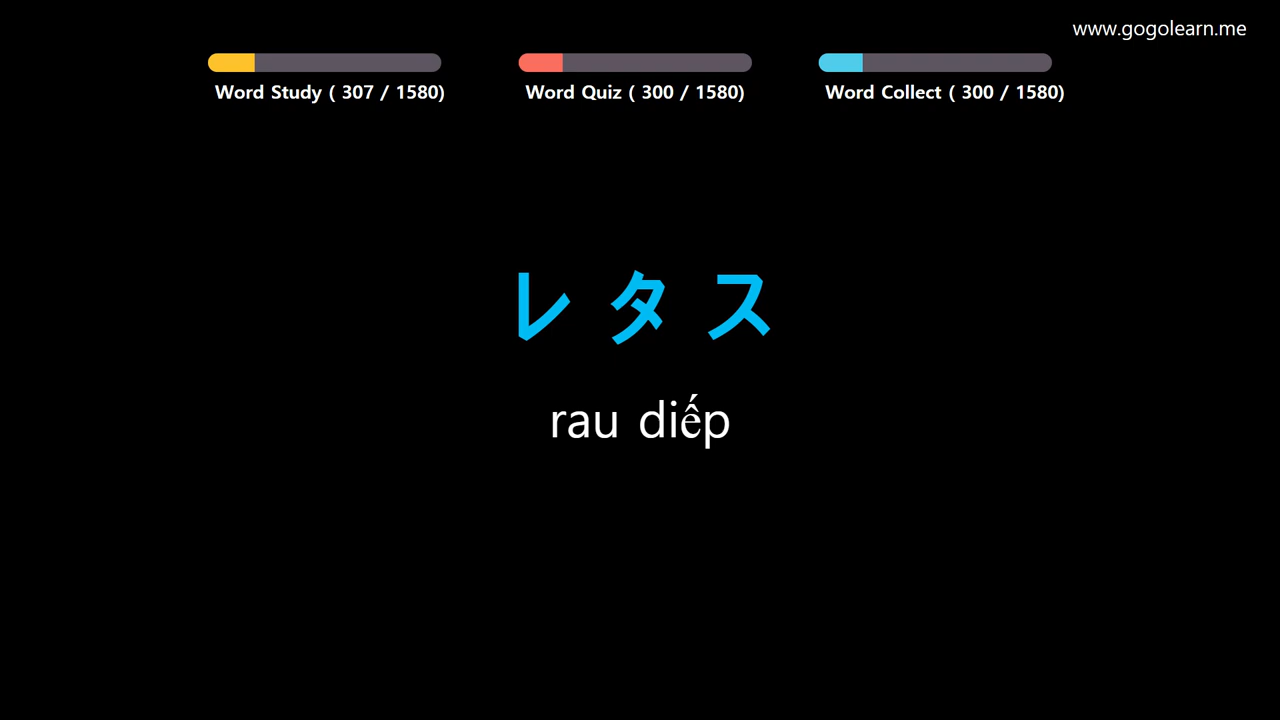 www.gogolearn.me
Word Study ( 307 / 1580)
Word Quiz ( 300 / 1580)
Word Collect ( 300 / 1580)
レタス
rau diếp